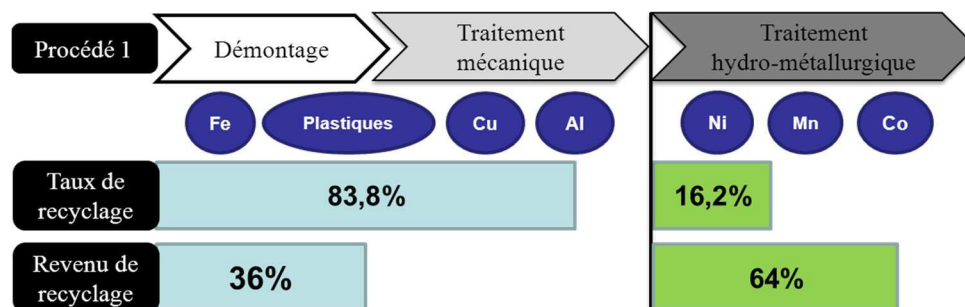 Procédé 1
Démontage
Traitement
mécanique
Traitement
hydro-métallurgique
Fe
Plastiques
Cu
Al
Ni
Mn
Co
Taux de
recyclage
83,8%
16,2%
Revenu de
recyclage
36%
64%